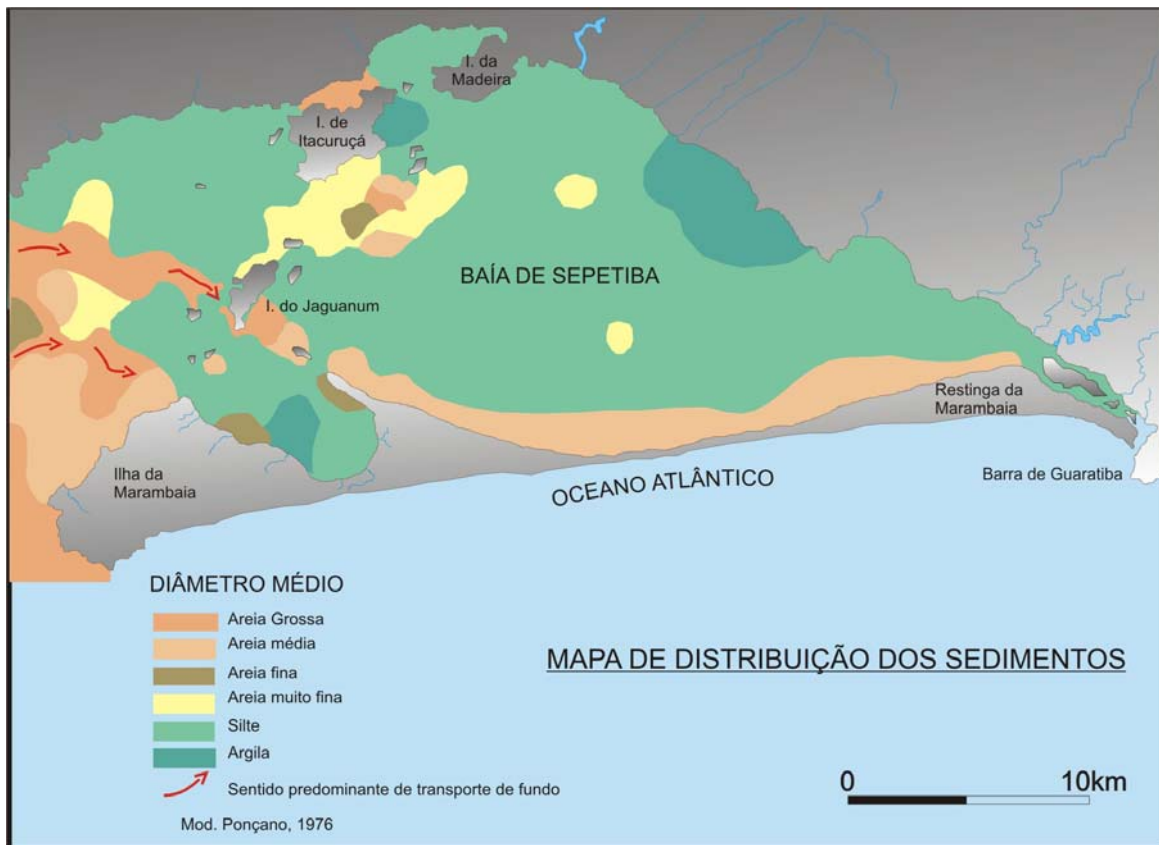 I. da
Madeira
I. de
Itacuruçá
BAÍA DE SEPETIBA
I. do Jaguanum
Restinga da
Marambaia
Ilha da
Marambaia
OCEANO ATLÂNTICO
Barra de Guaratiba
DIÂMETRO MÉDIO
Areia Grossa
Areia média
Areia fina
Areia muito fina
Silte
Argila
Sentido predominante de transporte de fundo
Mod. Ponçano, 1976
MAPA DE DISTRIBUIÇÃO DOS SEDIMENTOS
0 10km